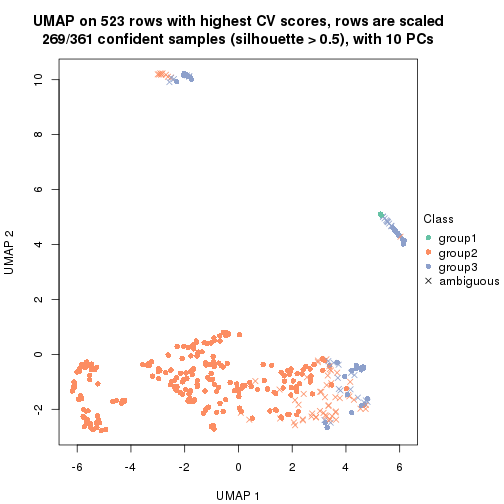 UMAP on 523 rows with highest CV scores, rows are scaled
269/361 confident samples (silhouette > 0.5), with 10 PCs
10
8
6
4
2
0
-2
UMAP 2
-6
-4
-2
0
2
4
6
UMAP 1
Class
group1
group2
group3
ambiguous